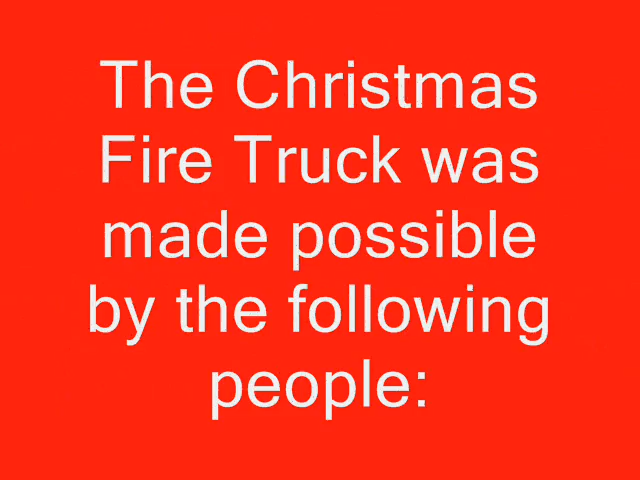 The Christmas
Fire Truck was
made possible
by the following
people: